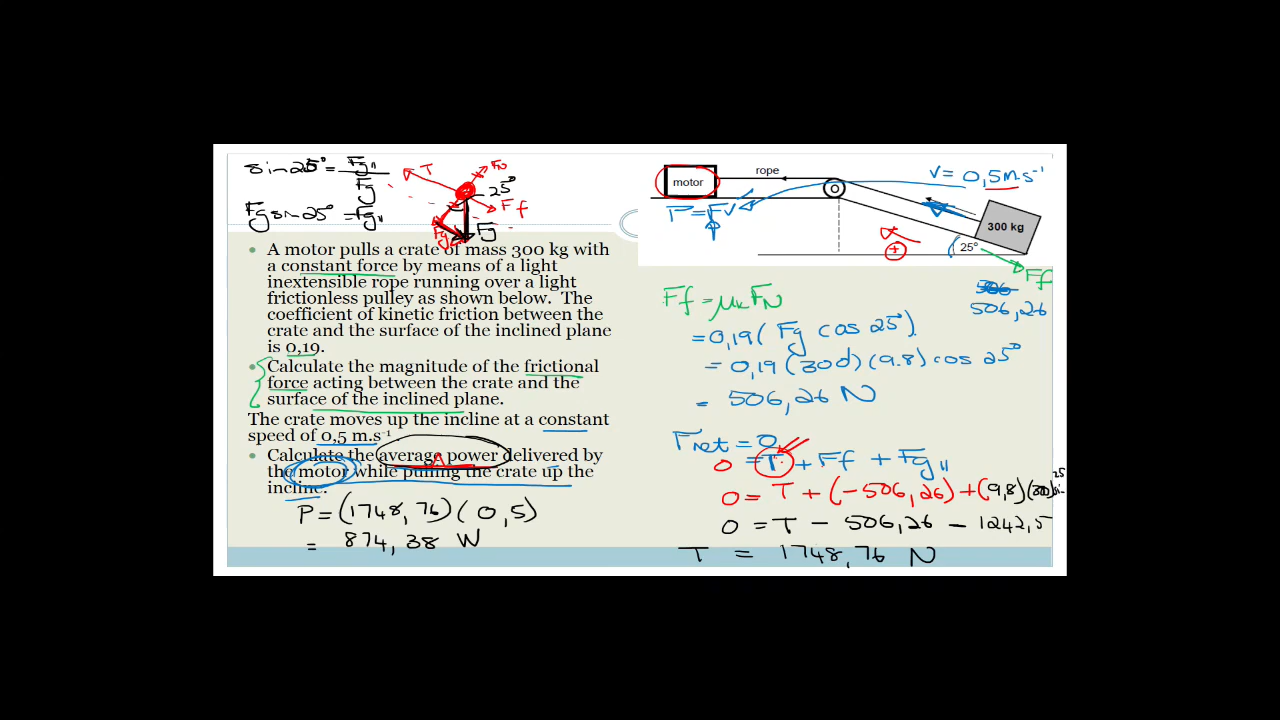 sin25° = Fg||
Fg
Fg sin 25° = Fg||
T
FN
25°
Ff
Fg
Fg
• A motor pulls a crate of mass 300 kg with
a constant force by means of a light
inextensible rope running over a light
frictionless pulley as shown below. The
coefficient of kinetic friction between the
crate and the surface of the inclined plane
is 0,19.
• Calculate the magnitude of the frictional
force acting between the crate and the
surface of the inclined plane.
The crate moves up the incline at a constant
speed of 0,5 m.s-1.
• Calculate the average power delivered by
the motor while pulling the crate up the
incline.
P = (1748,76)(0,5)
= 874,38 W
motor
rope
v = 0,5m.s-1
P = Fv
300 kg
25°
+
Ff
506,26
Ff = μkFN
= 0,19(Fg cos 25°)
= 0,19(300)(9.8) cos 25°
= 506,26 N
Fnet = 0
0 = T + Ff + Fg||
0 = T + (-506,26) + (9,8)(30)
0 = T - 506,26 - 1242,5
T = 1748,76 N